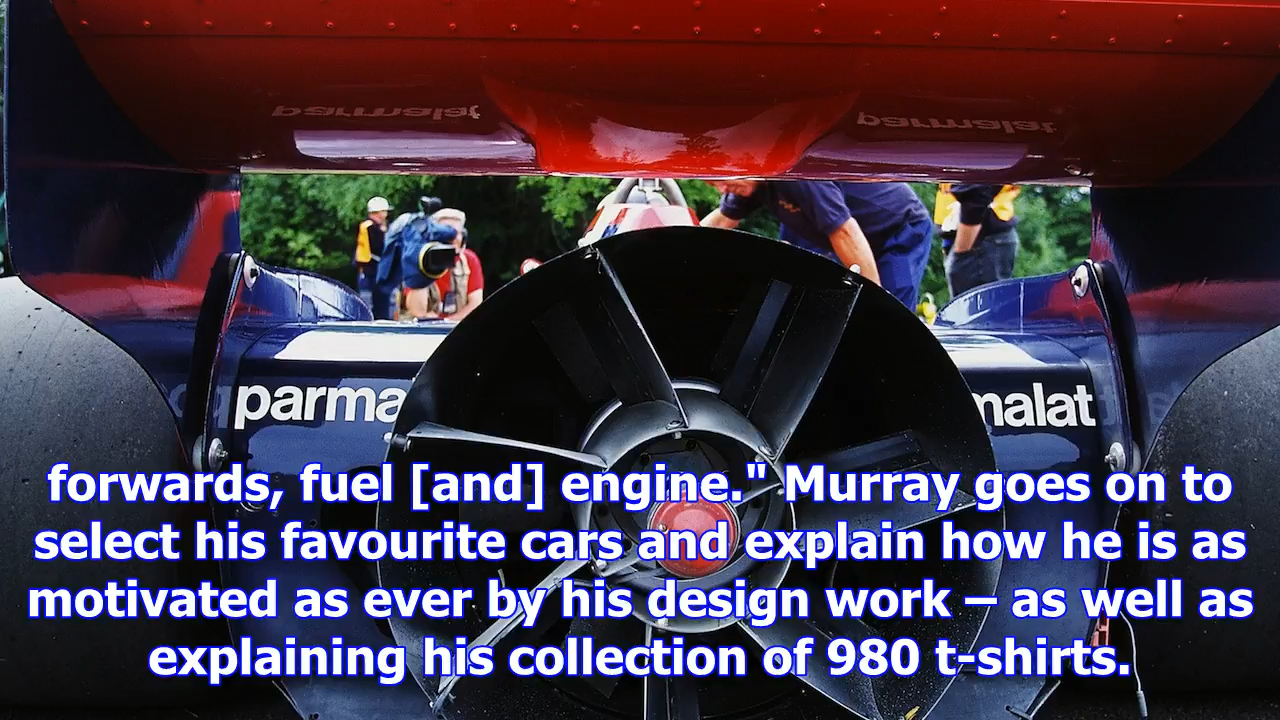 parmalat parmalat
parma malat
forwards, fuel [and] engine." Murray goes on to
select his favourite cars and explain how he is as
motivated as ever by his design work – as well as
explaining his collection of 980 t-shirts.